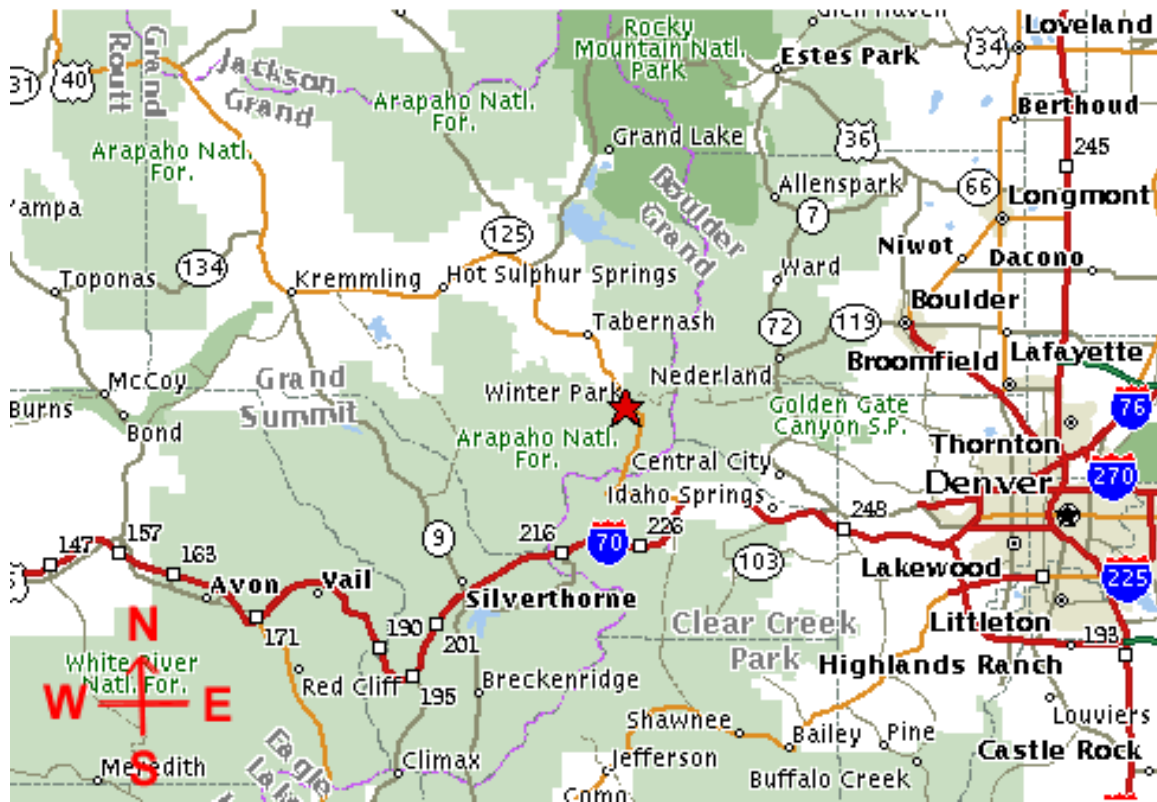 Glen Haven
Loveland
34
34
Rocky
Mountain Natl.
Park
Estes Park
Grand
Routt
40
Jackson
Grand
Arapaho Natl.
For.
Berthoud
36
Grand Lake
245
Arapaho Natl.
For.
Allenspark
66
Longmont
Boulder
Grand
7
125
Niwot
Dacono
134
Toponas
Kremmling
Hot Sulphur Springs
Ward
Boulder
72
119
Tabernash
Broomfield
Lafayette
McCoy
Grand
Summit
Winter Park
Nederland
Burns
Bond
Arapaho Natl.
For.
Golden Gate
Canyon S.P.
76
Thornton
Central City
Denver
270
Idaho Springs
248
147
157
163
216
70
226
9
103
Lakewood
225
Avon
Vail
Silverthorne
171
190
201
Clear Creek
Park
Littleton
193
N
White River
Natl. For.
Red Cliff
195
Breckenridge
Highlands Ranch
W
E
Louviers
Shawnee
Bailey
Pine
Castle Rock
S
Meredith
Eagle
Climax
Jefferson
Buffalo Creek
Como